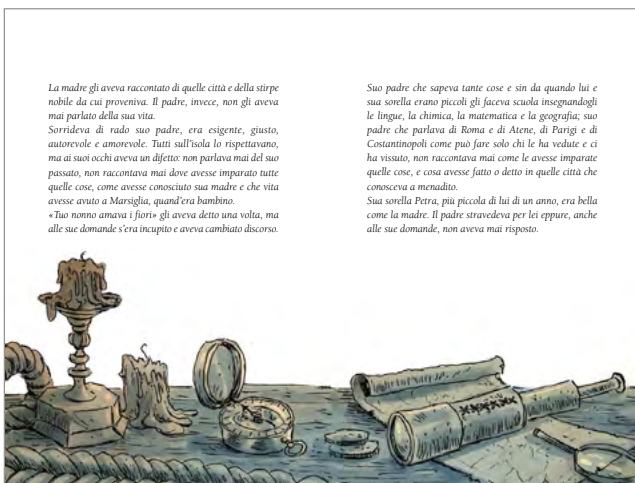 La madre gli aveva raccontato di quelle città e della stirpe
nobile da cui proveniva. Il padre, invece, non gli aveva
mai parlato della sua vita.
Sorrideva di rado suo padre, era esigente, giusto,
autorevole e amorevole. Tutti sull'isola lo rispettavano,
ma ai suoi occhi aveva un difetto: non parlava mai del suo
passato, non raccontava mai dove avesse imparato tutte
quelle cose, come avesse conosciuto sua madre e che vita
avesse avuto a Marsiglia, quand'era bambino.
«Tuo nonno amava i fiori» gli aveva detto una volta, ma
alle sue domande s'era incupito e aveva cambiato discorso.
Suo padre che sapeva tante cose e sin da quando lui e
sua sorella erano piccoli gli faceva scuola insegnandogli
le lingue, la chimica, la matematica e la geografia; suo
padre che parlava di Roma e di Atene, di Parigi e di
Costantinopoli come può fare solo chi le ha vedute e ci
ha vissuto, non raccontava mai come le avesse imparate
quelle cose, e cosa avesse fatto o detto in quelle città che
conosceva a menadito.
Sua sorella Petra, più piccola di lui di un anno, era bella
come la madre. Il padre stravedeva per lei eppure, anche
alle sue domande, non aveva mai risposto.